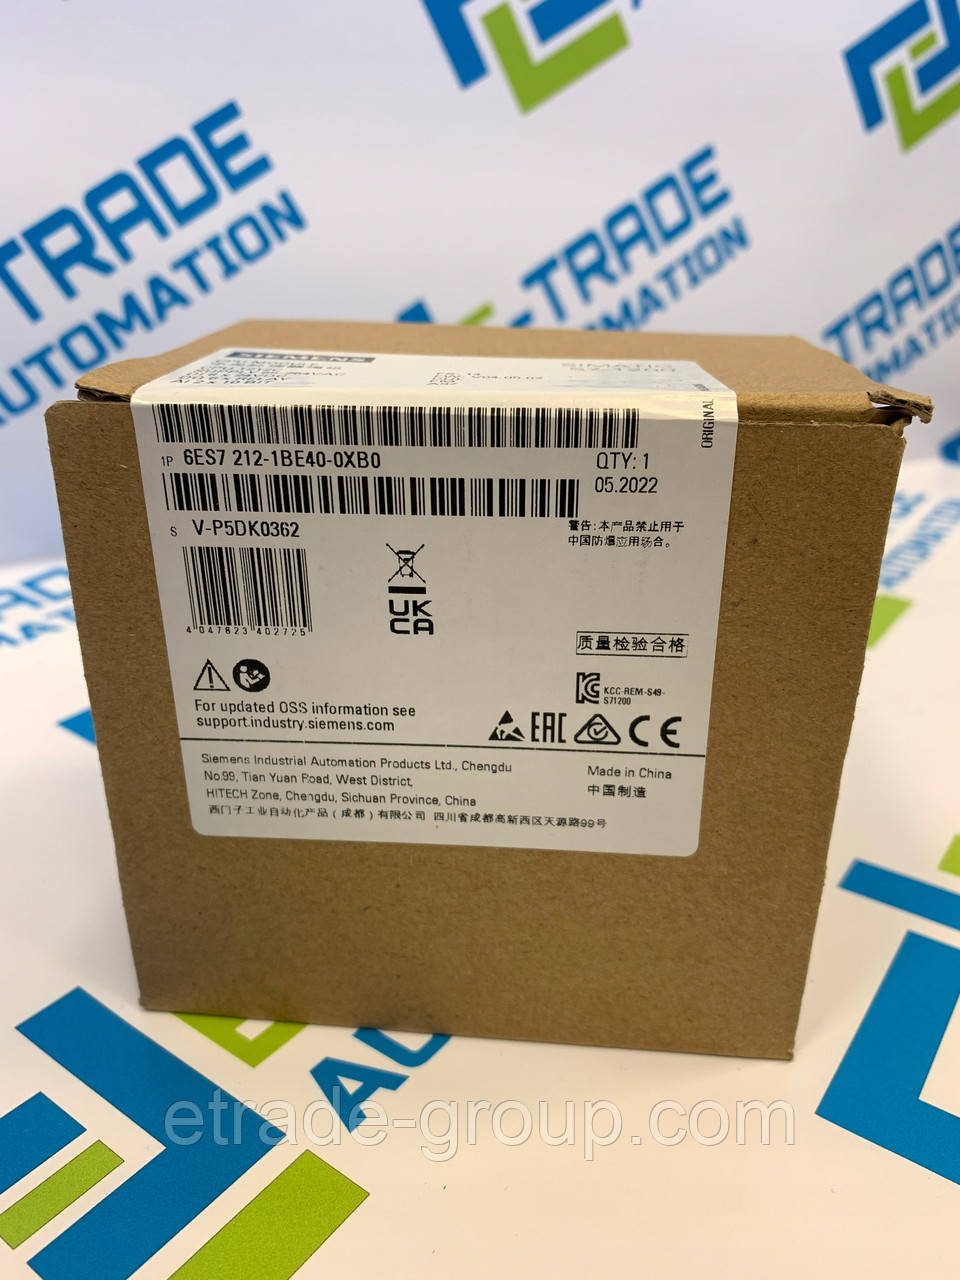 TRADE
AUTOMATION
E-TRADE
AUTOMATION
TRADE
SIEMENS
SIMATIC
S7-1200
ORIGINAL
1P 6ES7 212-1BE40-0XB0
QTY: 1
05.2022
S V-P5DK0362
警告: 本产品禁止用于
中国防爆应用场合。
4 047823 402725
UK
CA
质量检验合格
KCC-REM-S49-
S71200
For updated OSS information see
support.industry.siemens.com
EAC
CE
Siemens Industrial Automation Products Ltd., Chengdu
No.99, Tian Yuan Road, West District,
HITECH Zone, Chengdu, Sichuan Province, China
西门子工业自动化产品（成都）有限公司 四川省成都高新西区天源路99号
Made in China
中国制造
etrade-group.com